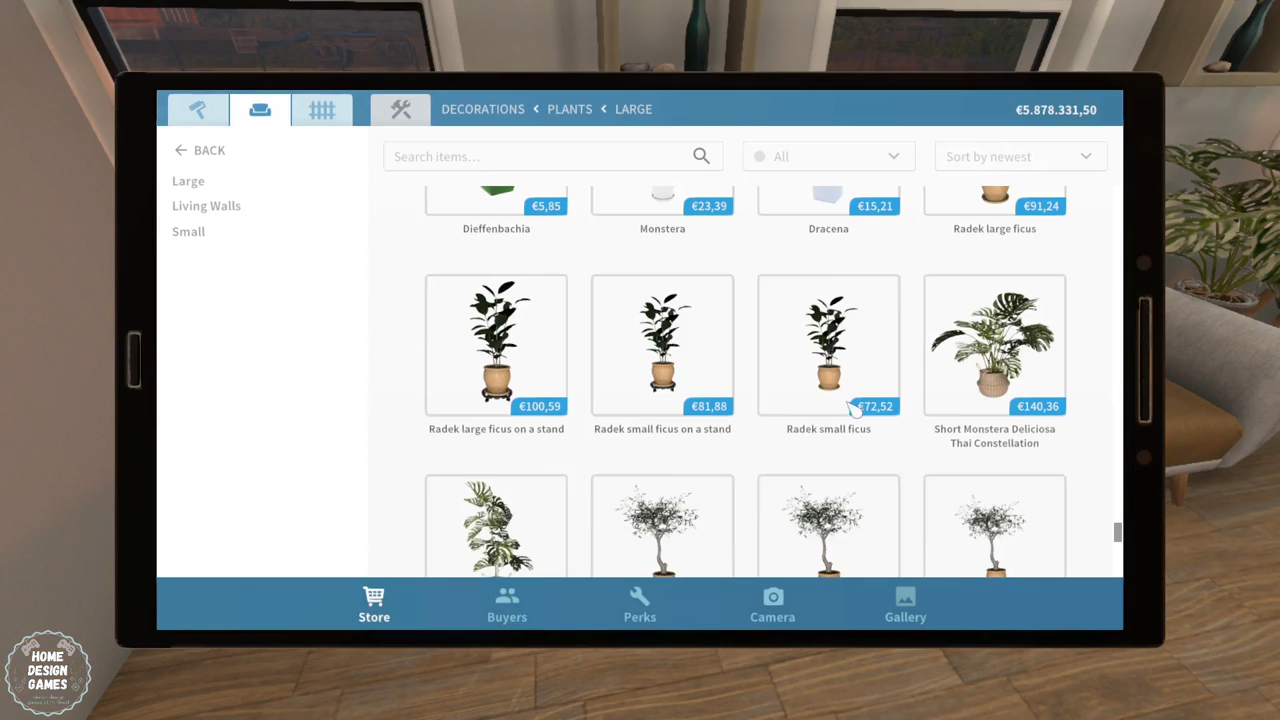 DECORATIONS < PLANTS < LARGE
€5.878.331,50
BACK
Search items...
All
Sort by newest
Large
Living Walls
Small
€5,85
€23,39
€15,21
€91,24
Dieffenbachia
Monstera
Dracena
Radek large ficus
€100,59
€81,88
€72,52
€140,36
Radek large ficus on a stand
Radek small ficus on a stand
Radek small ficus
Short Monstera Deliciosa
Thai Constellation
Store
Buyers
Perks
Camera
Gallery
HOME
DESIGN
GAMES